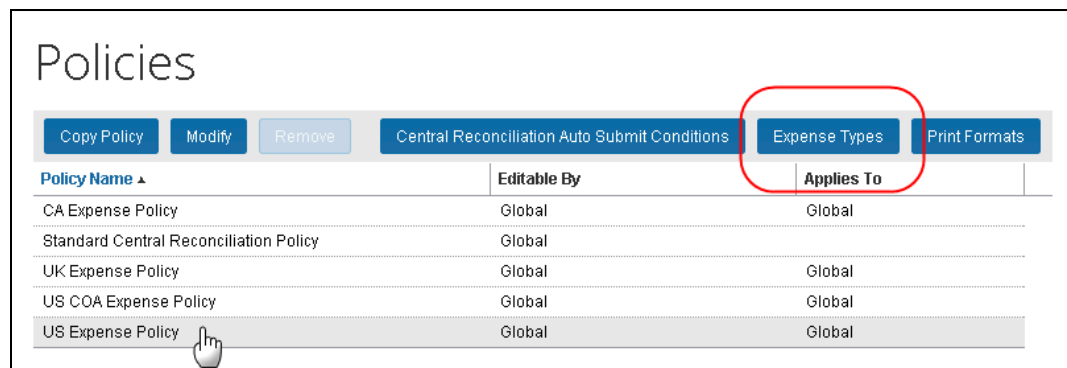 Policies
Copy Policy Modify Remove Central Reconciliation Auto Submit Conditions Expense Types Print Formats
Policy Name ▲ Editable By Applies To
CA Expense Policy Global Global
Standard Central Reconciliation Policy Global
UK Expense Policy Global Global
US COA Expense Policy Global Global
US Expense Policy Global Global